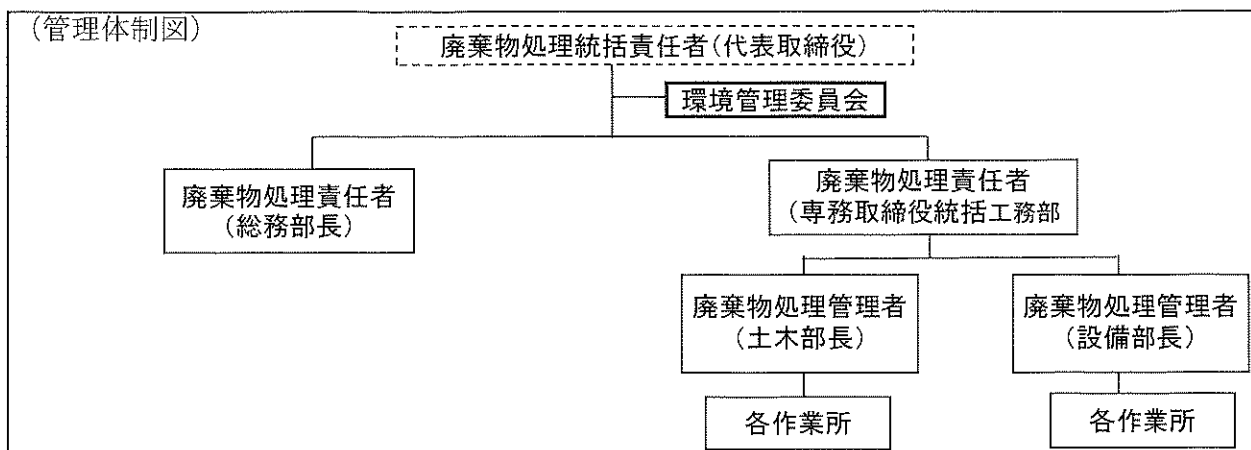 (管理体制図)
廃棄物処理統括責任者(代表取締役)
環境管理委員会
廃棄物処理責任者
(総務部長)
廃棄物処理責任者
(専務取締役統括工務部
廃棄物処理管理者
(土木部長)
廃棄物処理管理者
(設備部長)
各作業所
各作業所